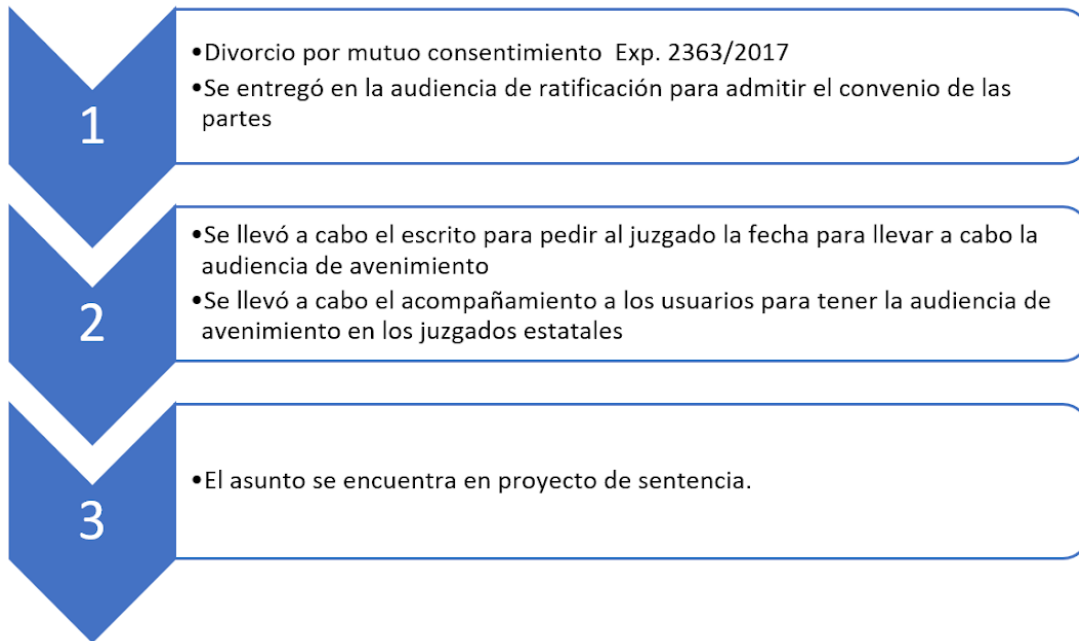 1
•Divorcio por mutuo consentimiento Exp. 2363/2017
•Se entregó en la audiencia de ratificación para admitir el convenio de las
partes
2
•Se llevó a cabo el escrito para pedir al juzgado la fecha para llevar a cabo la
audiencia de avenimiento
•Se llevó a cabo el acompañamiento a los usuarios para tener la audiencia de
avenimiento en los juzgados estatales
3
•El asunto se encuentra en proyecto de sentencia.